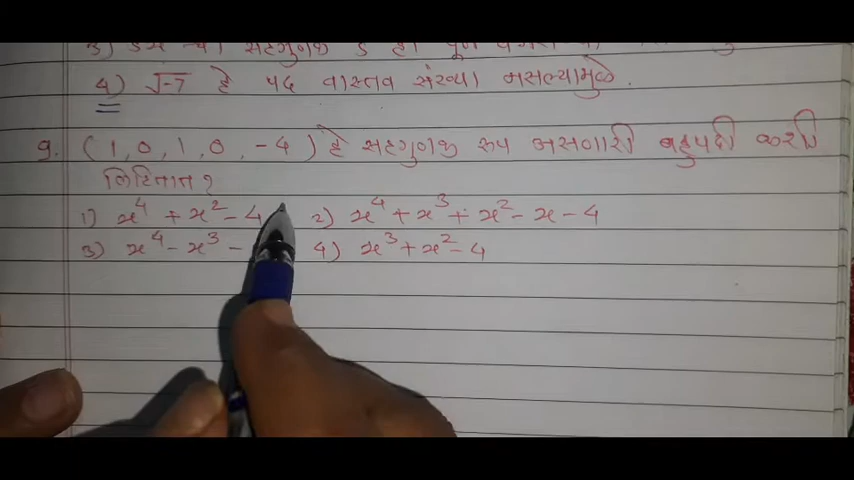 4) √-7 हे पद वास्तव संख्या नसल्यामुळे.
9. (1, 0, 1, 0, -4) हे सहगुणक रूप असणारी बहुपदी कशी
लिहितात?
1) x⁴ + x² - 4 2) x⁴ + x³ + x² - x - 4
3) x⁴ - x³ - 4) x³ + x² - 4